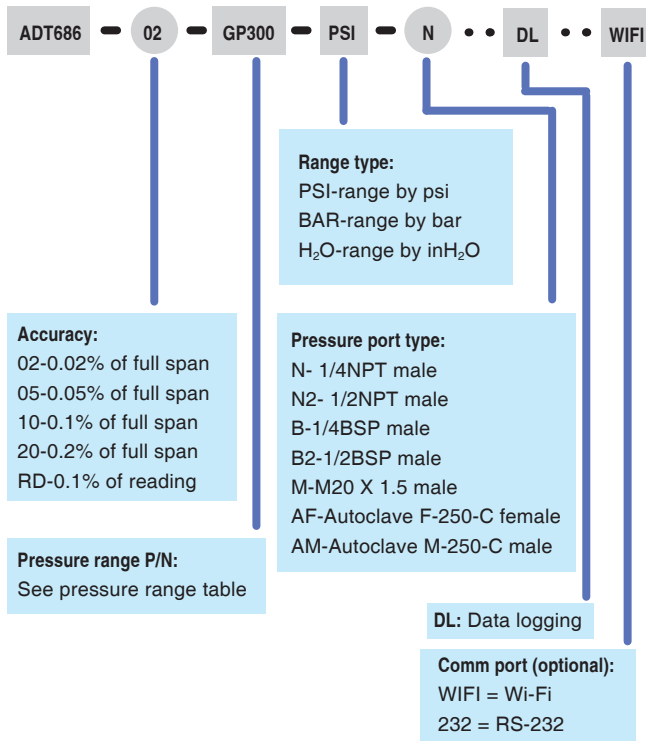 ADT686 – 02 – GP300 – PSI – N •• DL •• WIFI
Range type:
PSI-range by psi
BAR-range by bar
H₂O-range by inH₂O
Accuracy:
02-0.02% of full span
05-0.05% of full span
10-0.1% of full span
20-0.2% of full span
RD-0.1% of reading
Pressure port type:
N- 1/4NPT male
N2- 1/2NPT male
B-1/4BSP male
B2-1/2BSP male
M-M20 X 1.5 male
AF-Autoclave F-250-C female
AM-Autoclave M-250-C male
Pressure range P/N:
See pressure range table
DL: Data logging
Comm port (optional):
WIFI = Wi-Fi
232 = RS-232